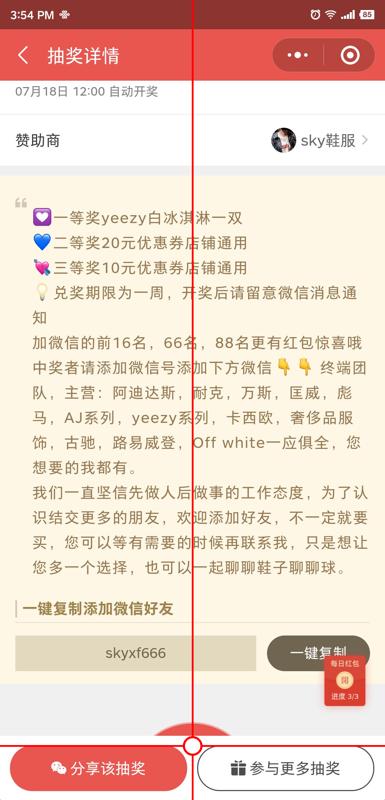 3:54 PM
85
抽奖详情
07月18日 12:00 自动开奖
赞助商
sky鞋服
💟一等奖yeezy白冰淇淋一双
💙二等奖20元优惠券店铺通用
💘三等奖10元优惠券店铺通用
💡兑奖期限为一周，开奖后请留意微信消息通
知
加微信的前16名，66名，88名更有红包惊喜哦
中奖者请添加微信号添加下方微信👇👇 终端团
队，主营：阿迪达斯，耐克，万斯，匡威，彪
马，AJ系列，yeezy系列，卡西欧，奢侈品服
饰，古驰，路易威登，Off white一应俱全，您
想要的我都有。
我们一直坚信先做人后做事的工作态度，为了认
识结交更多的朋友，欢迎添加好友，不一定就要
买，您可以等有需要的时候再联系我，只是想让
您多一个选择，也可以一起聊聊鞋子聊聊球。
一键复制添加微信好友
skyxf666
一键复制
每日红包
进度 3/3
分享该抽奖
参与更多抽奖